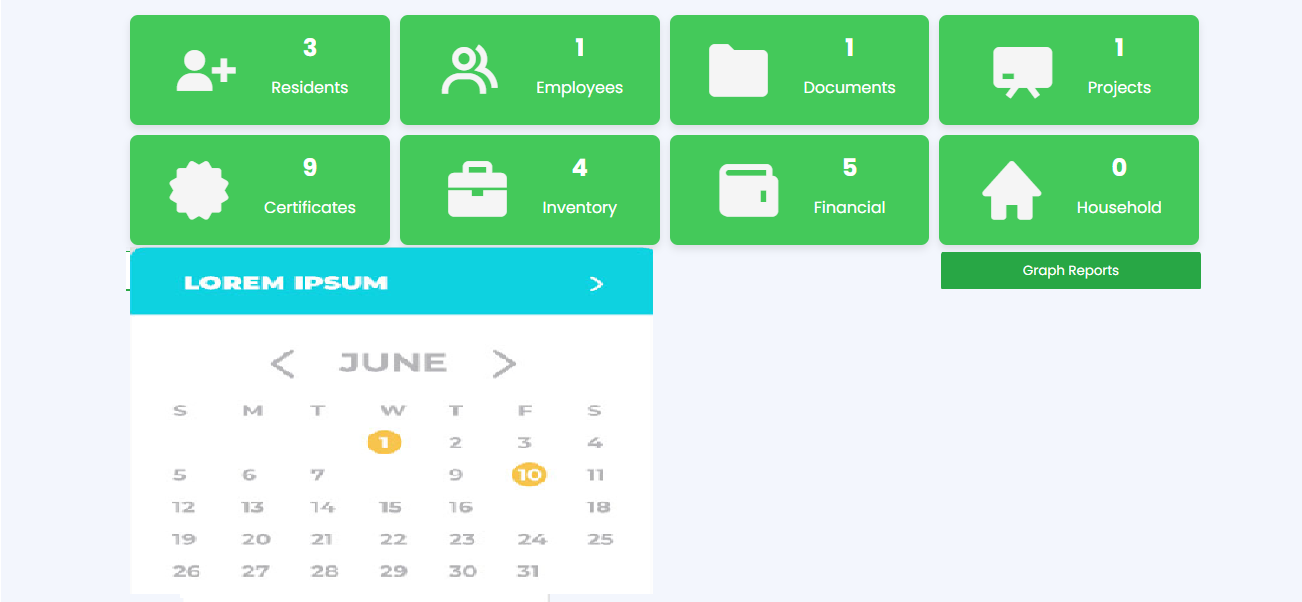 3
Residents
1
Employees
1
Documents
1
Projects
9
Certificates
4
Inventory
5
Financial
0
Household
Graph Reports
LOREM IPSUM >
< JUNE >
S M T W T F S
1 2 3 4
5 6 7 9 10 11
12 13 14 15 16 18
19 20 21 22 23 24 25
26 27 28 29 30 31